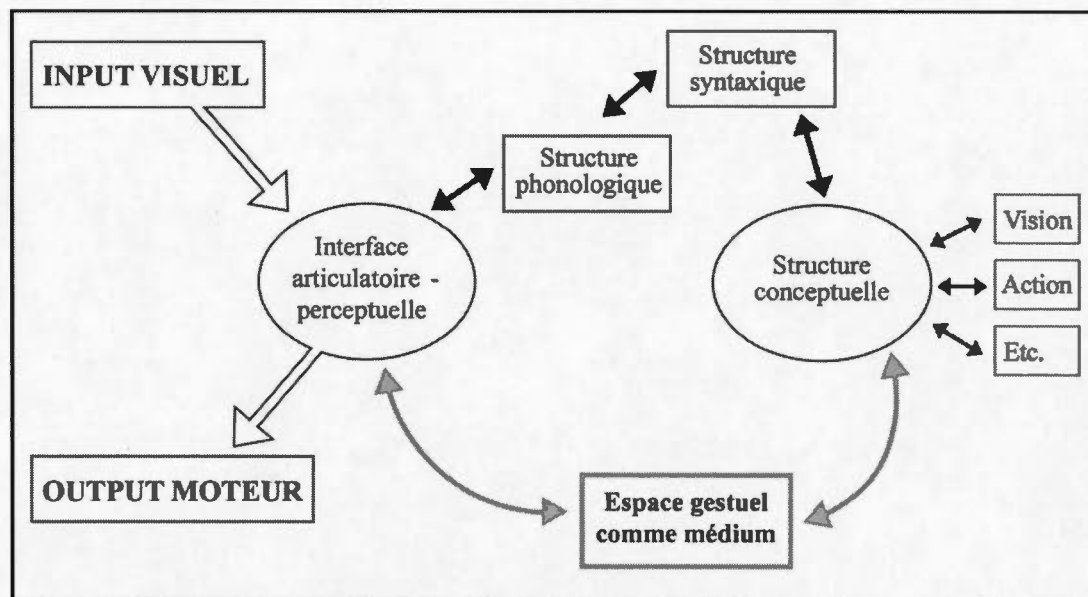 INPUT VISUEL
Structure
syntaxique
Structure
phonologique
Interface
articulatoire -
perceptuelle
Structure
conceptuelle
Vision
Action
Etc.
OUTPUT MOTEUR
Espace gestuel
comme médium